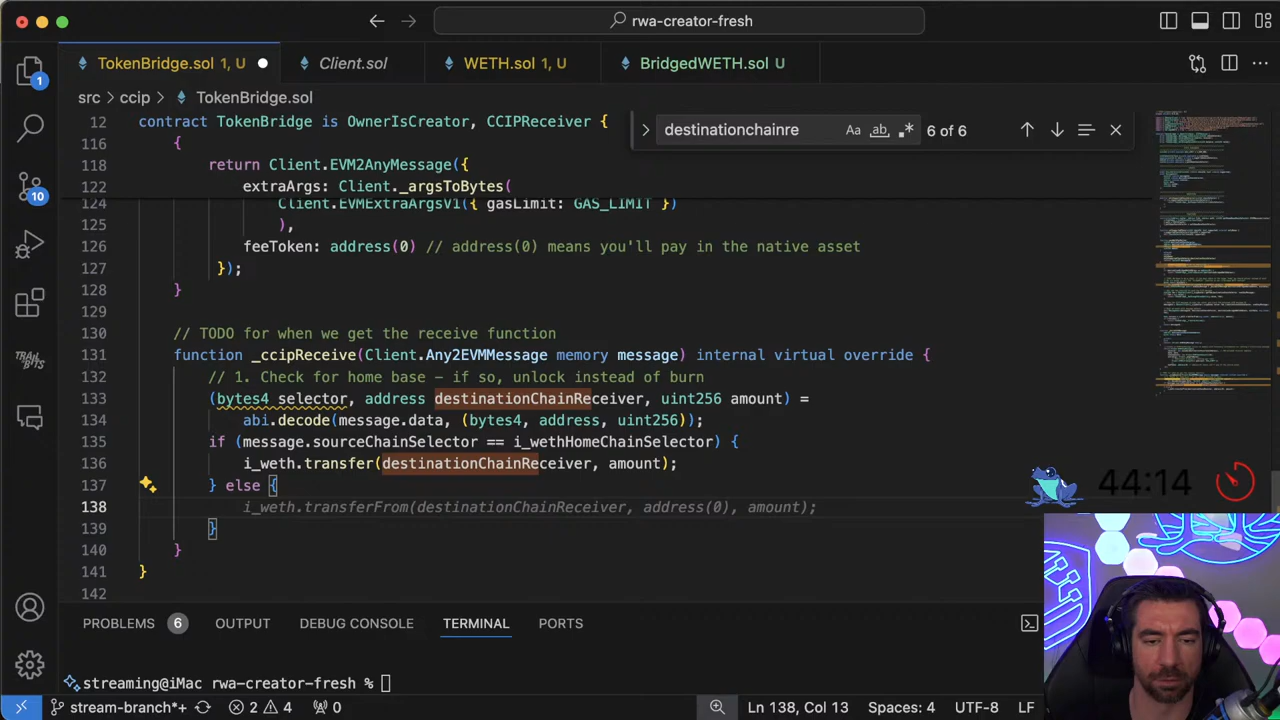 rwa-creator-fresh
TokenBridge.sol 1, U
Client.sol
WETH.sol 1, U
BridgedWETH.sol U
src > ccip > TokenBridge.sol
destinationchainre
Aa ab .* 6 of 6
12 contract TokenBridge is OwnerIsCreator, CCIPReceiver {
116 {
118 return Client.EVM2AnyMessage({
122 extraArgs: Client._argsToBytes(
124 Client.EVMExtraArgsV1({ gasLimit: GAS_LIMIT })
125 ),
126 feeToken: address(0) // address(0) means you'll pay in the native asset
127 });
128 }
129
130 // TODO for when we get the receive function
131 function _ccipReceive(Client.Any2EVMMessage memory message) internal virtual override {
132 // 1. Check for home base - if so, unlock instead of burn
133 (bytes4 selector, address destinationChainReceiver, uint256 amount) =
134 abi.decode(message.data, (bytes4, address, uint256));
135 if (message.sourceChainSelector == i_wethHomeChainSelector) {
136 i_weth.transfer(destinationChainReceiver, amount);
137 } else {
138 i_weth.transferFrom(destinationChainReceiver, address(0), amount);
139 }
140 }
141 }
142
1
10
44:14
PROBLEMS 6 OUTPUT DEBUG CONSOLE TERMINAL PORTS
streaming@iMac rwa-creator-fresh %
stream-branch*+ 2 4 0 Ln 138, Col 13 Spaces: 4 UTF-8 LF